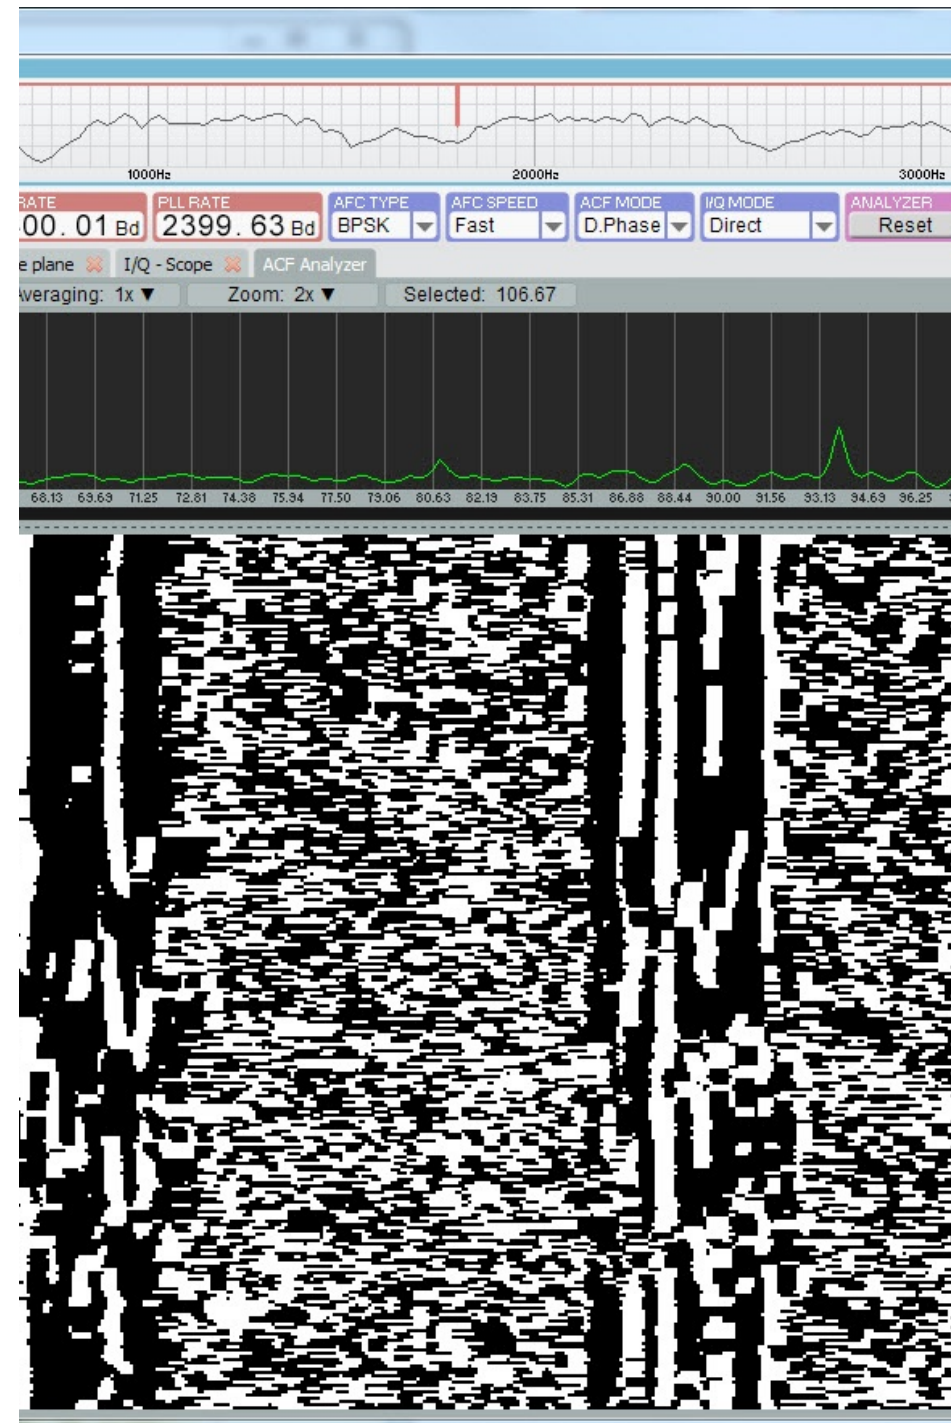 1000Hz 2000Hz 3000Hz
RATE PLL RATE AFC TYPE AFC SPEED ACF MODE I/Q MODE ANALYZER
00.01 Bd 2399.63 Bd BPSK Fast D.Phase Direct Reset
e plane I/Q - Scope ACF Analyzer
Averaging: 1x ▼ Zoom: 2x ▼ Selected: 106.67
68.13 69.69 71.25 72.81 74.38 75.94 77.50 79.06 80.63 82.19 83.75 85.31 86.88 88.44 90.00 91.56 93.13 94.69 96.25